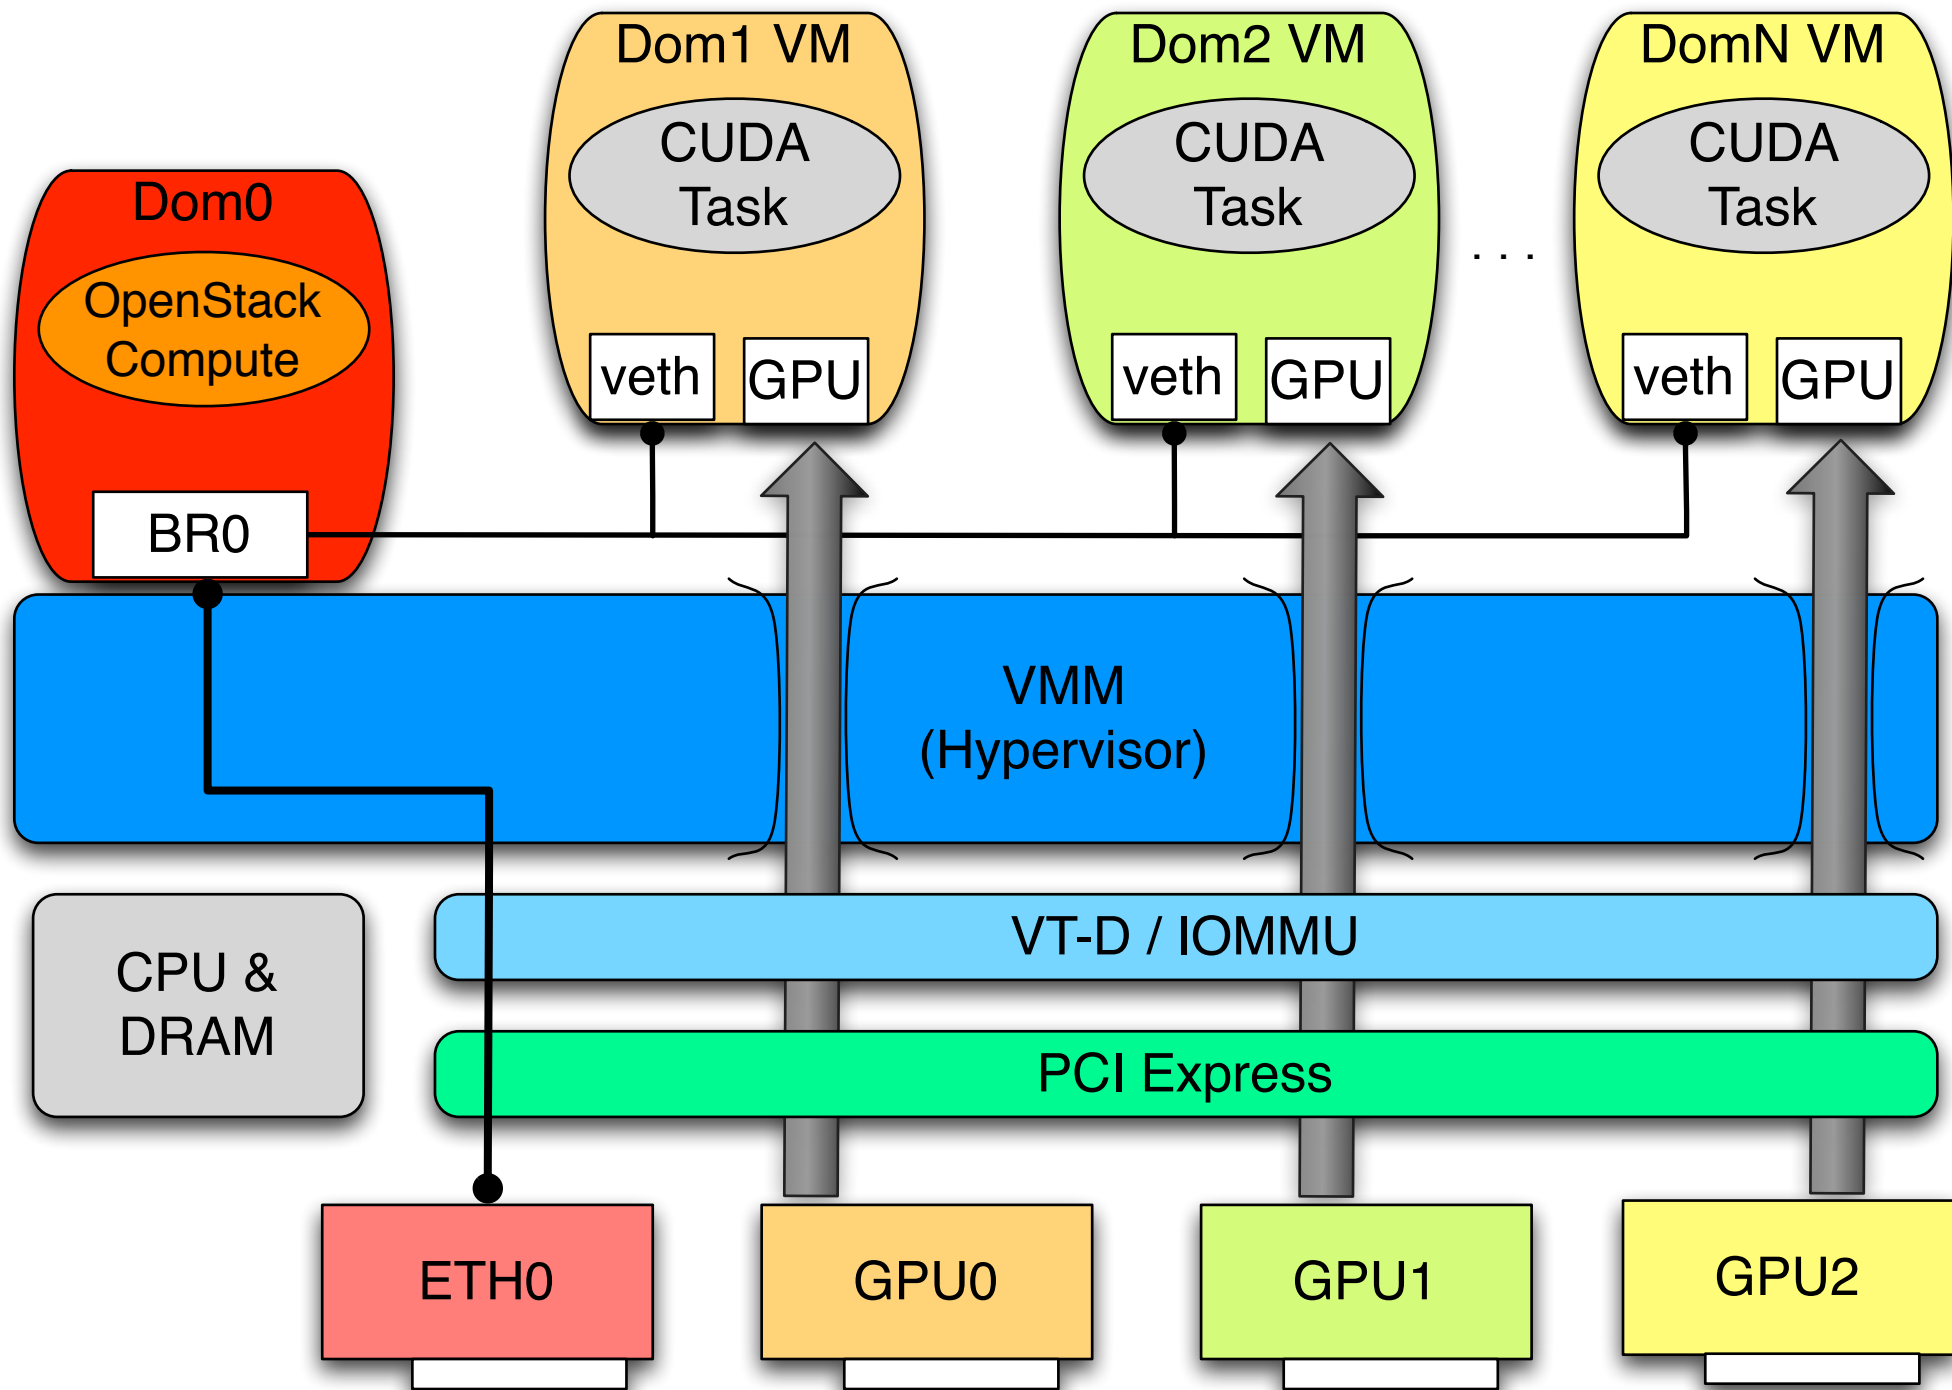 Dom1 VM
CUDA
Task
veth
GPU
Dom2 VM
CUDA
Task
veth
GPU
. . .
DomN VM
CUDA
Task
veth
GPU
Dom0
OpenStack
Compute
BR0
VMM
(Hypervisor)
CPU &
DRAM
VT-D / IOMMU
PCI Express
ETH0
GPU0
GPU1
GPU2